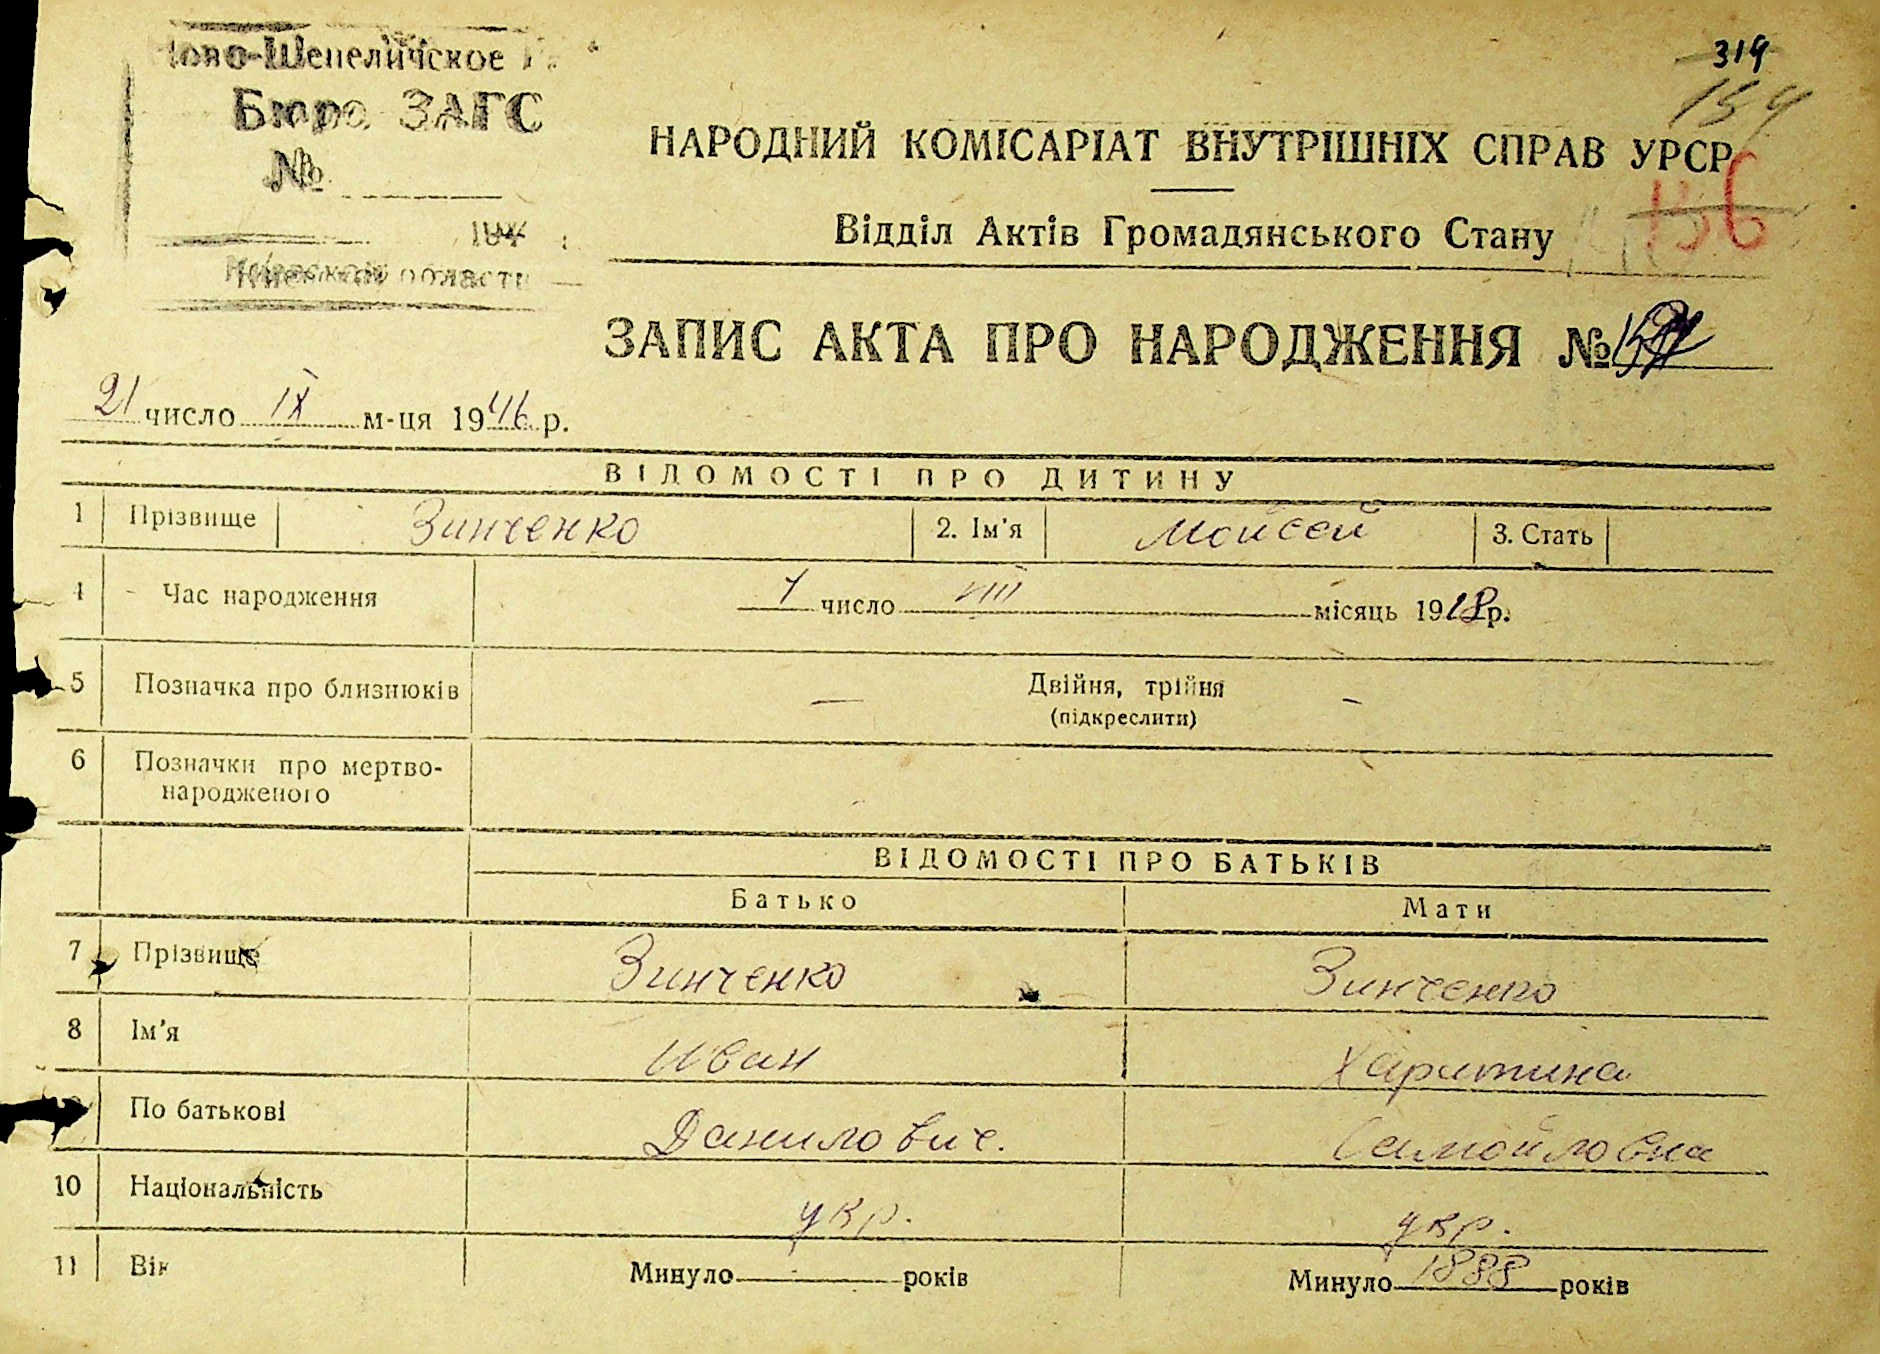 Ново-Шепеличское
Бюро ЗАГС
№
194
Киевской области
319
154
156
НАРОДНИЙ КОМІСАРІАТ ВНУТРІШНІХ СПРАВ УРСР
Відділ Актів Громадянського Стану
ЗАПИС АКТА ПРО НАРОДЖЕННЯ №
21 число IX м-ця 1946 р.
ВІДОМОСТІ ПРО ДИТИНУ
1 Прізвище Зинченко 2. Ім'я Мойсей 3. Стать
4 Час народження 1 число VIII місяць 1918 р.
5 Позначка про близнюків — Двійня, трійня –
(підкреслити)
6 Позначки про мертво-
народженого
ВІДОМОСТІ ПРО БАТЬКІВ
Батько Мати
7 Прізвище Зинченко Зинченко
8 Ім'я Иван Харитина
По батькові Данилович. Самойловна
10 Національність укр. укр.
11 Вік Минуло років Минуло 1888 років